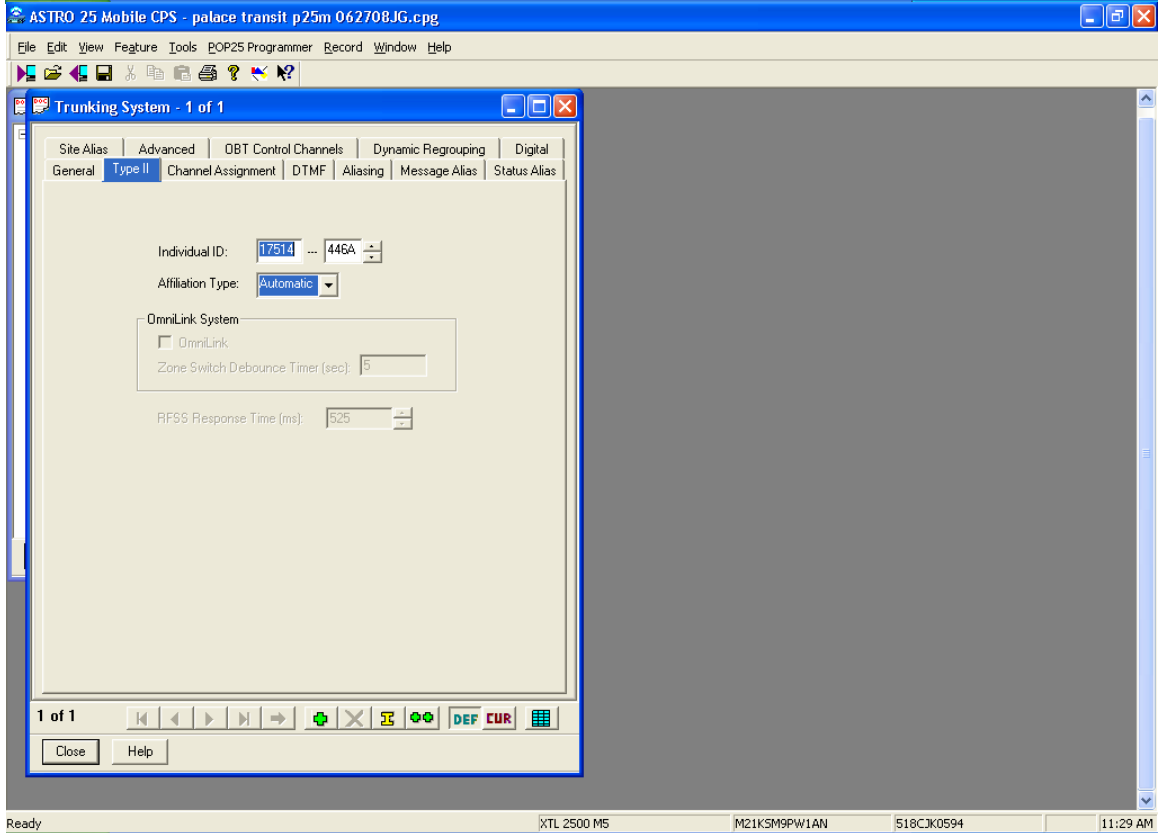 ASTRO 25 Mobile CPS - palace transit p25m 062708JG.cpg
File Edit View Feature Tools POP25 Programmer Record Window Help
Trunking System - 1 of 1
Site Alias Advanced OBT Control Channels Dynamic Regrouping Digital
General Type II Channel Assignment DTMF Aliasing Message Alias Status Alias
Individual ID: 17514 --- 446A
Affiliation Type: Automatic
OmniLink System
OmniLink
Zone Switch Debounce Timer (sec): 5
RFSS Response Time (ms): 525
1 of 1 DEF CUR
Close Help
Ready XTL 2500 M5 M21KSM9PW1AN 518CJK0594 11:29 AM